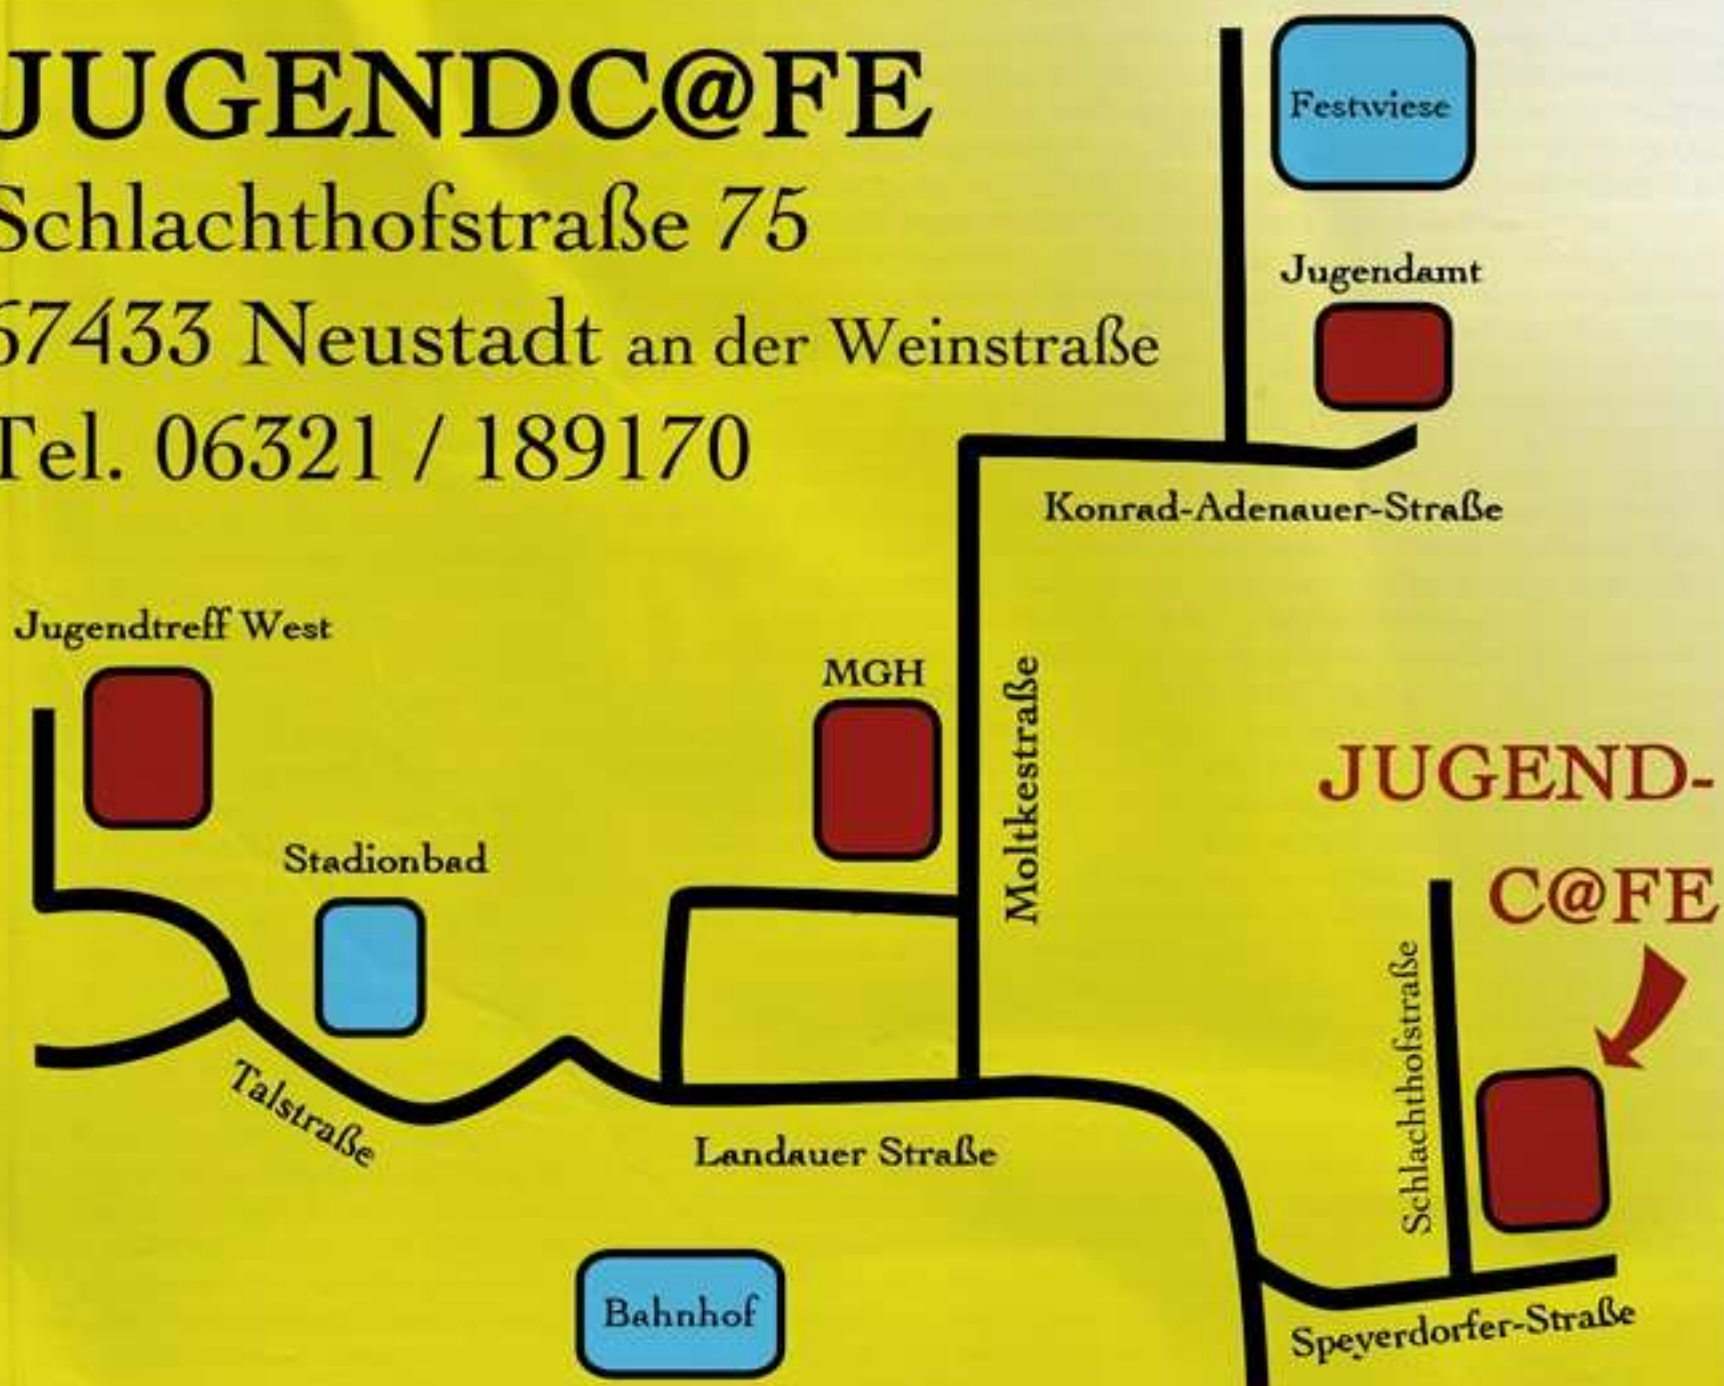 JUGENDC@FE
Schlachthofstraße 75
67433 Neustadt an der Weinstraße
Tel. 06321 / 189170
Festwiese
Jugendamt
Konrad-Adenauer-Straße
Jugendtreff West
MGH
Moltkestraße
Stadionbad
JUGEND-
C@FE
Schlachthofstraße
Talstraße
Landauer Straße
Bahnhof
Speyerdorfer-Straße